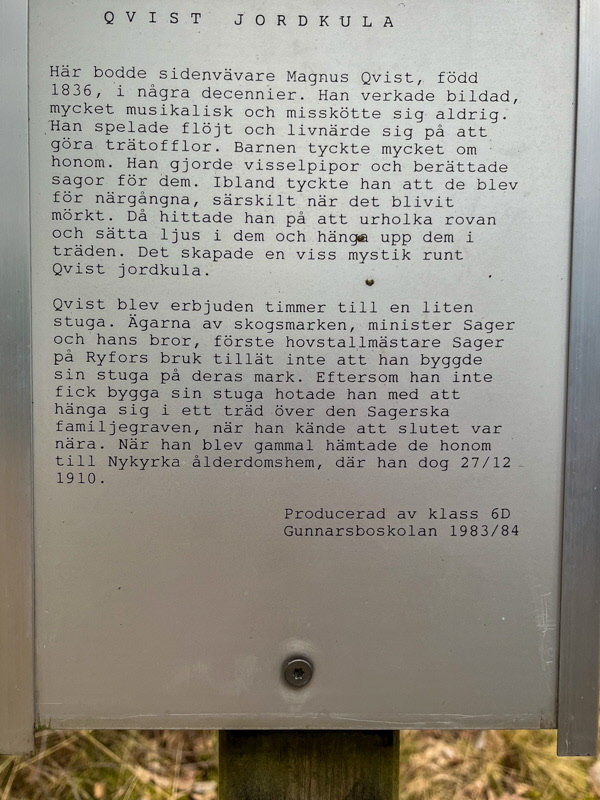 QVIST JORDKULA
Här bodde sidenvävare Magnus Qvist, född
1836, i några decennier. Han verkade bildad,
mycket musikalisk och misskötte sig aldrig.
Han spelade flöjt och livnärde sig på att
göra trätofflor. Barnen tyckte mycket om
honom. Han gjorde visselpipor och berättade
sagor för dem. Ibland tyckte han att de blev
för närgångna, särskilt när det blivit
mörkt. Då hittade han på att urholka rovan
och sätta ljus i dem och hänga upp dem i
träden. Det skapade en viss mystik runt
Qvist jordkula.
Qvist blev erbjuden timmer till en liten
stuga. Ägarna av skogsmarken, minister Sager
och hans bror, förste hovstallmästare Sager
på Ryfors bruk tillät inte att han byggde
sin stuga på deras mark. Eftersom han inte
fick bygga sin stuga hotade han med att
hänga sig i ett träd över den Sagerska
familjegraven, när han kände att slutet var
nära. När han blev gammal hämtade de honom
till Nykyrka ålderdomshem, där han dog 27/12
1910.
Producerad av klass 6D
Gunnarsboskolan 1983/84